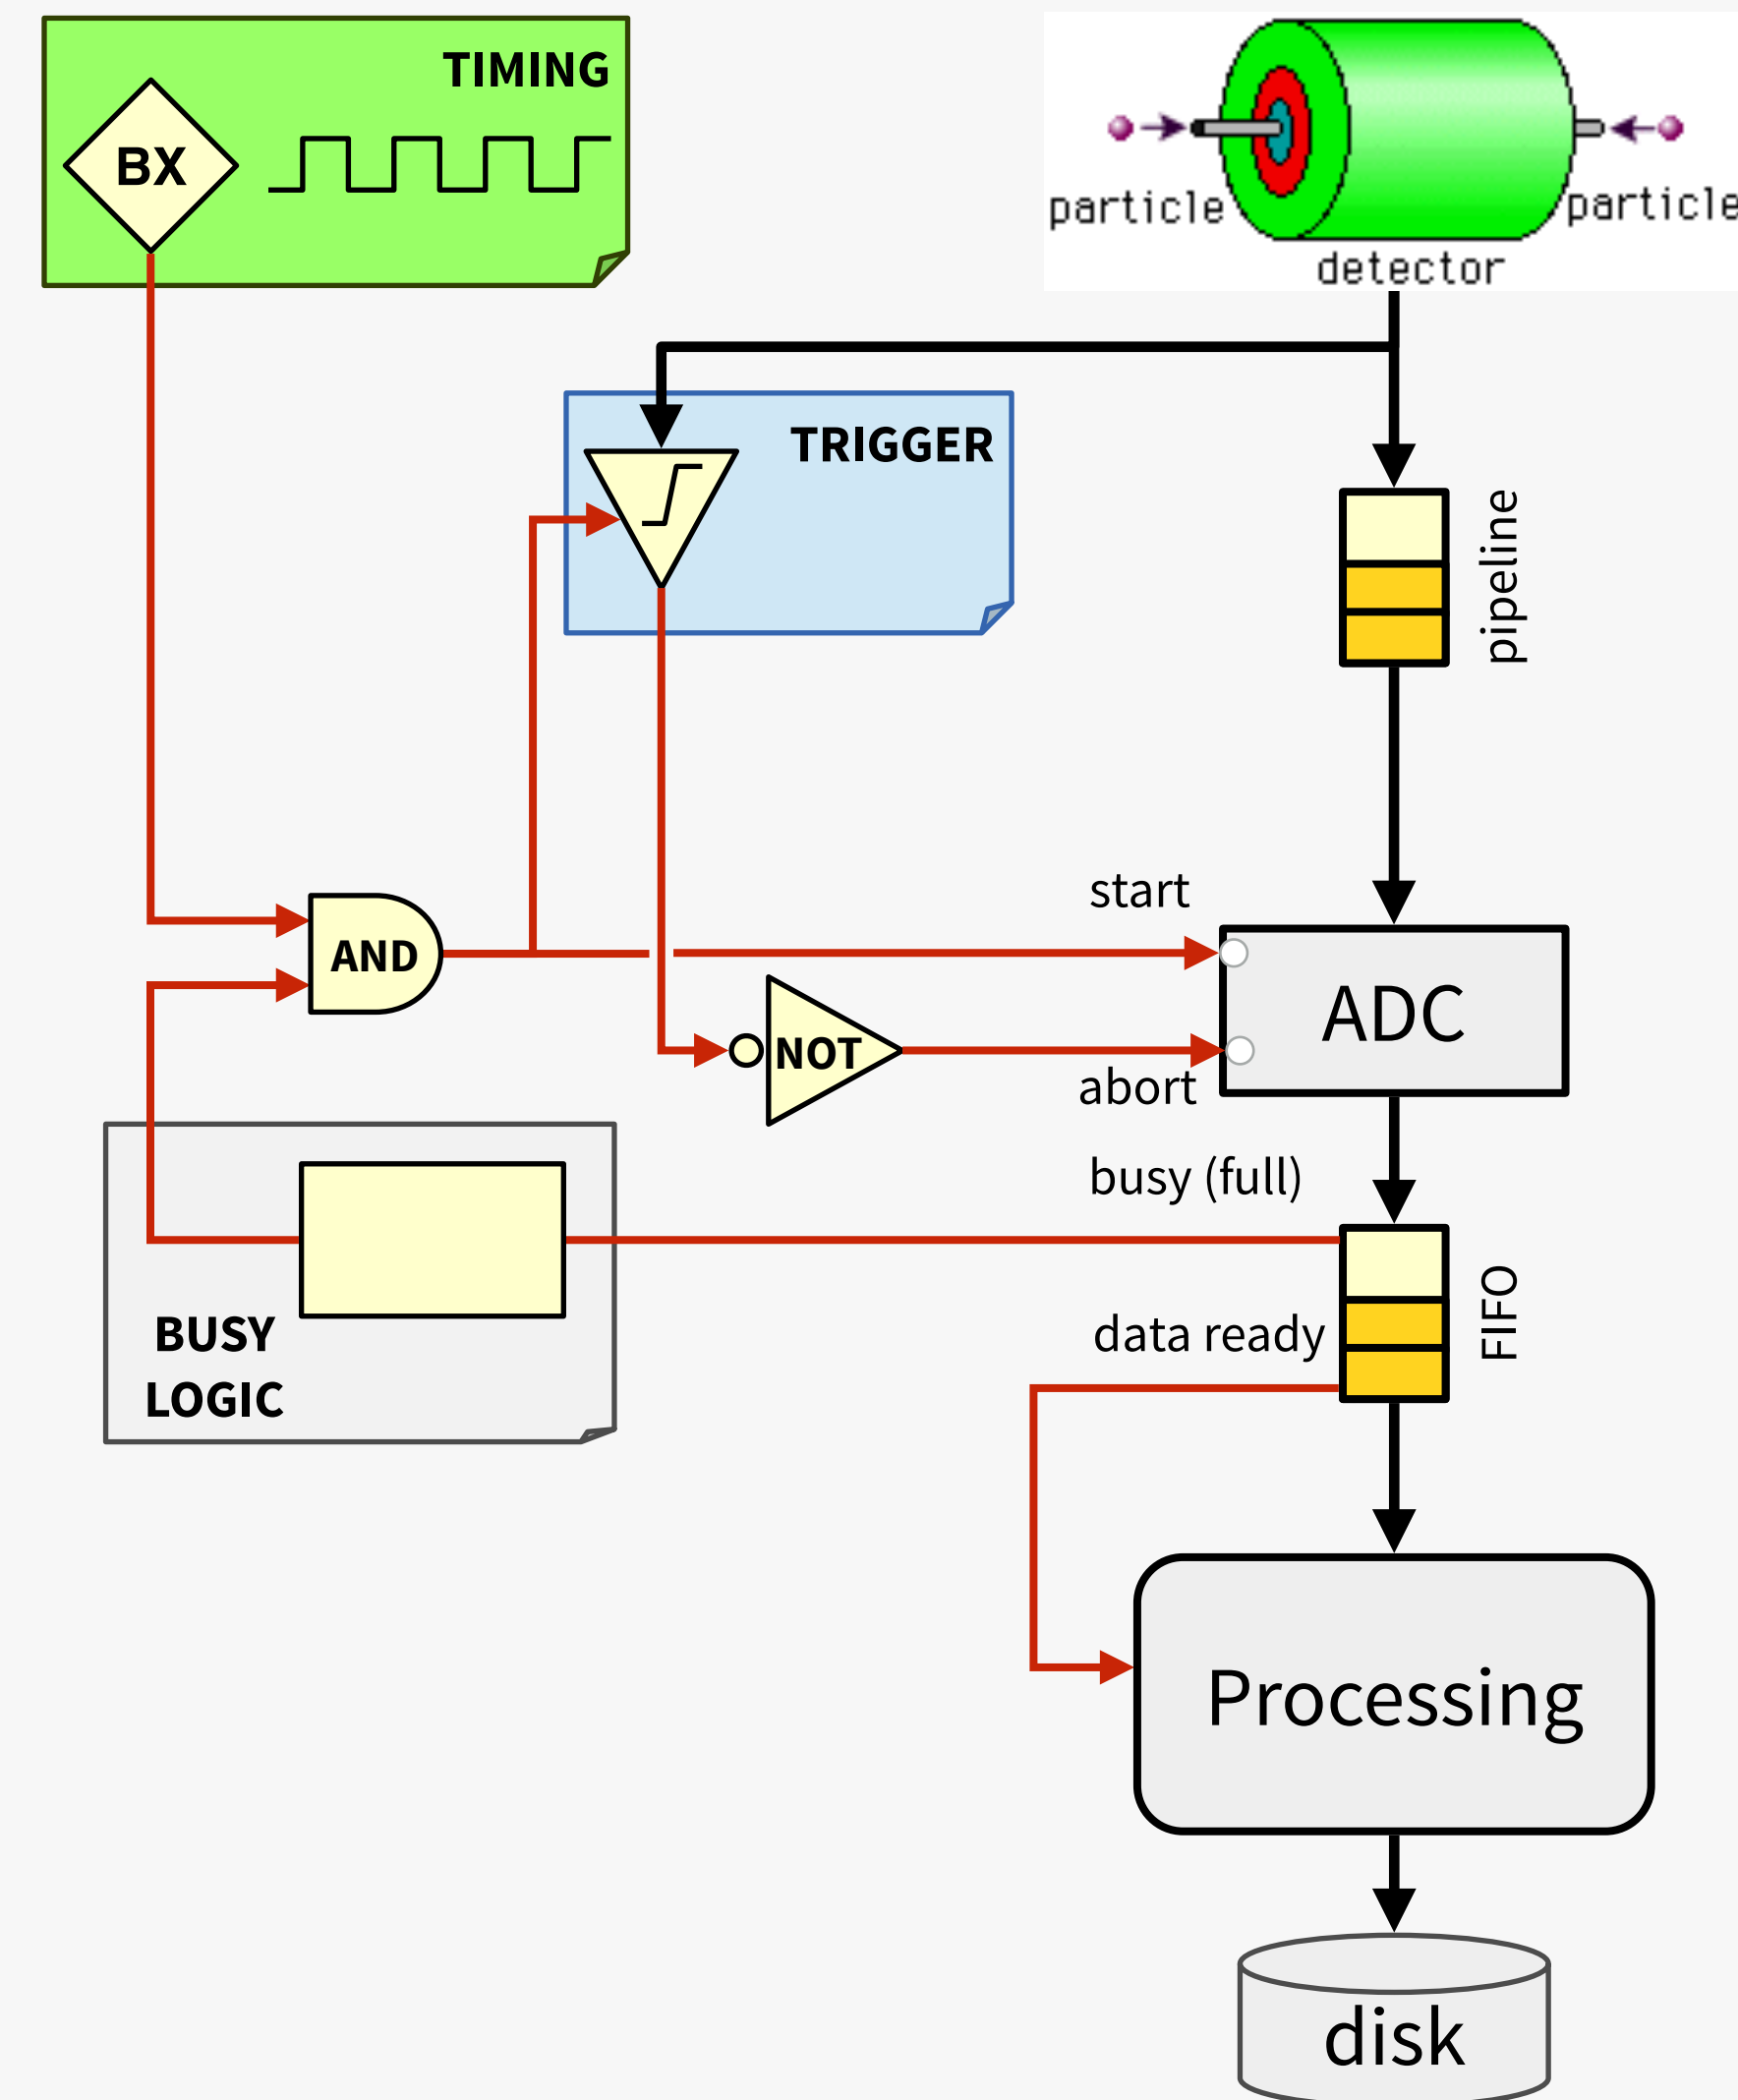 TIMING
BX
particle
particle
detector
TRIGGER
pipeline
start
AND
ADC
NOT
abort
busy (full)
FIFO
data ready
BUSY
LOGIC
Processing
disk